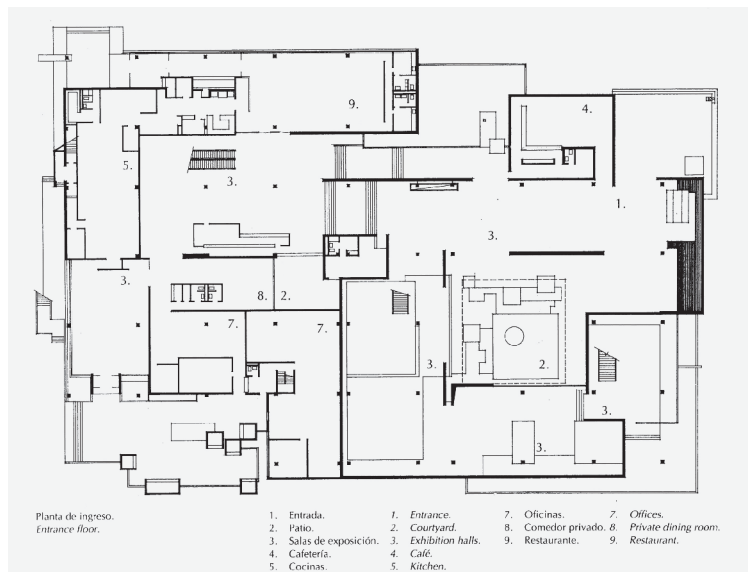 9.
4.
5.
3.
1.
3.
3.
8.
2.
7.
7.
3.
2.
3.
3.
Planta de ingreso.
Entrance floor.
1. Entrada.
2. Patio.
3. Salas de exposición.
4. Cafetería.
5. Cocinas.
1. Entrance.
2. Courtyard.
3. Exhibition halls.
4. Café.
5. Kitchen.
7. Oficinas.
8. Comedor privado.
9. Restaurante.
7. Offices.
8. Private dining room.
9. Restaurant.